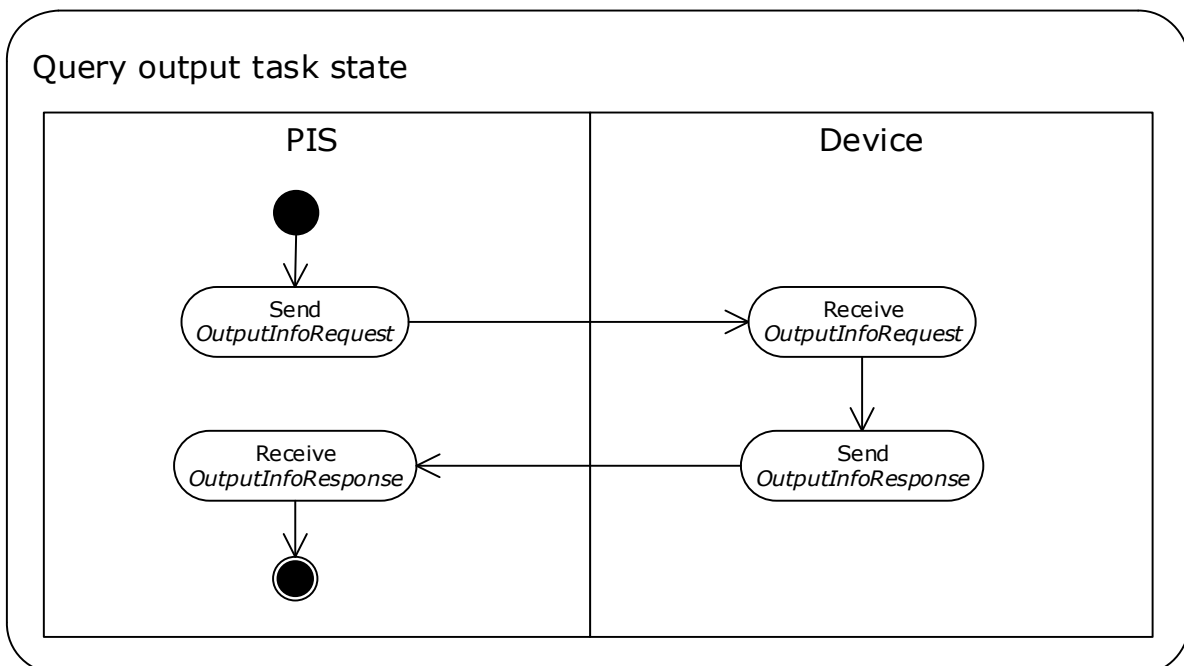 Query output task state
PIS
Device
Send
OutputInfoRequest
Receive
OutputInfoRequest
Receive
OutputInfoResponse
Send
OutputInfoResponse